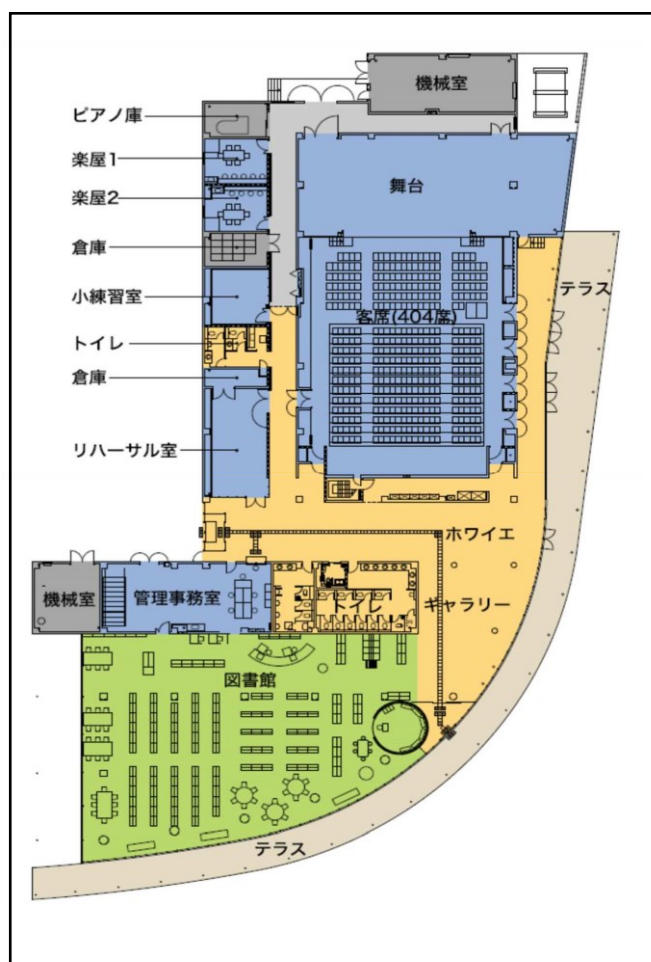 機械室
ピアノ庫
楽屋1
楽屋2
舞台
倉庫
テラス
小練習室
客席(404席)
トイレ
倉庫
リハーサル室
ホワイエ
機械室
管理事務室
トイレ
ギャラリー
図書館
テラス